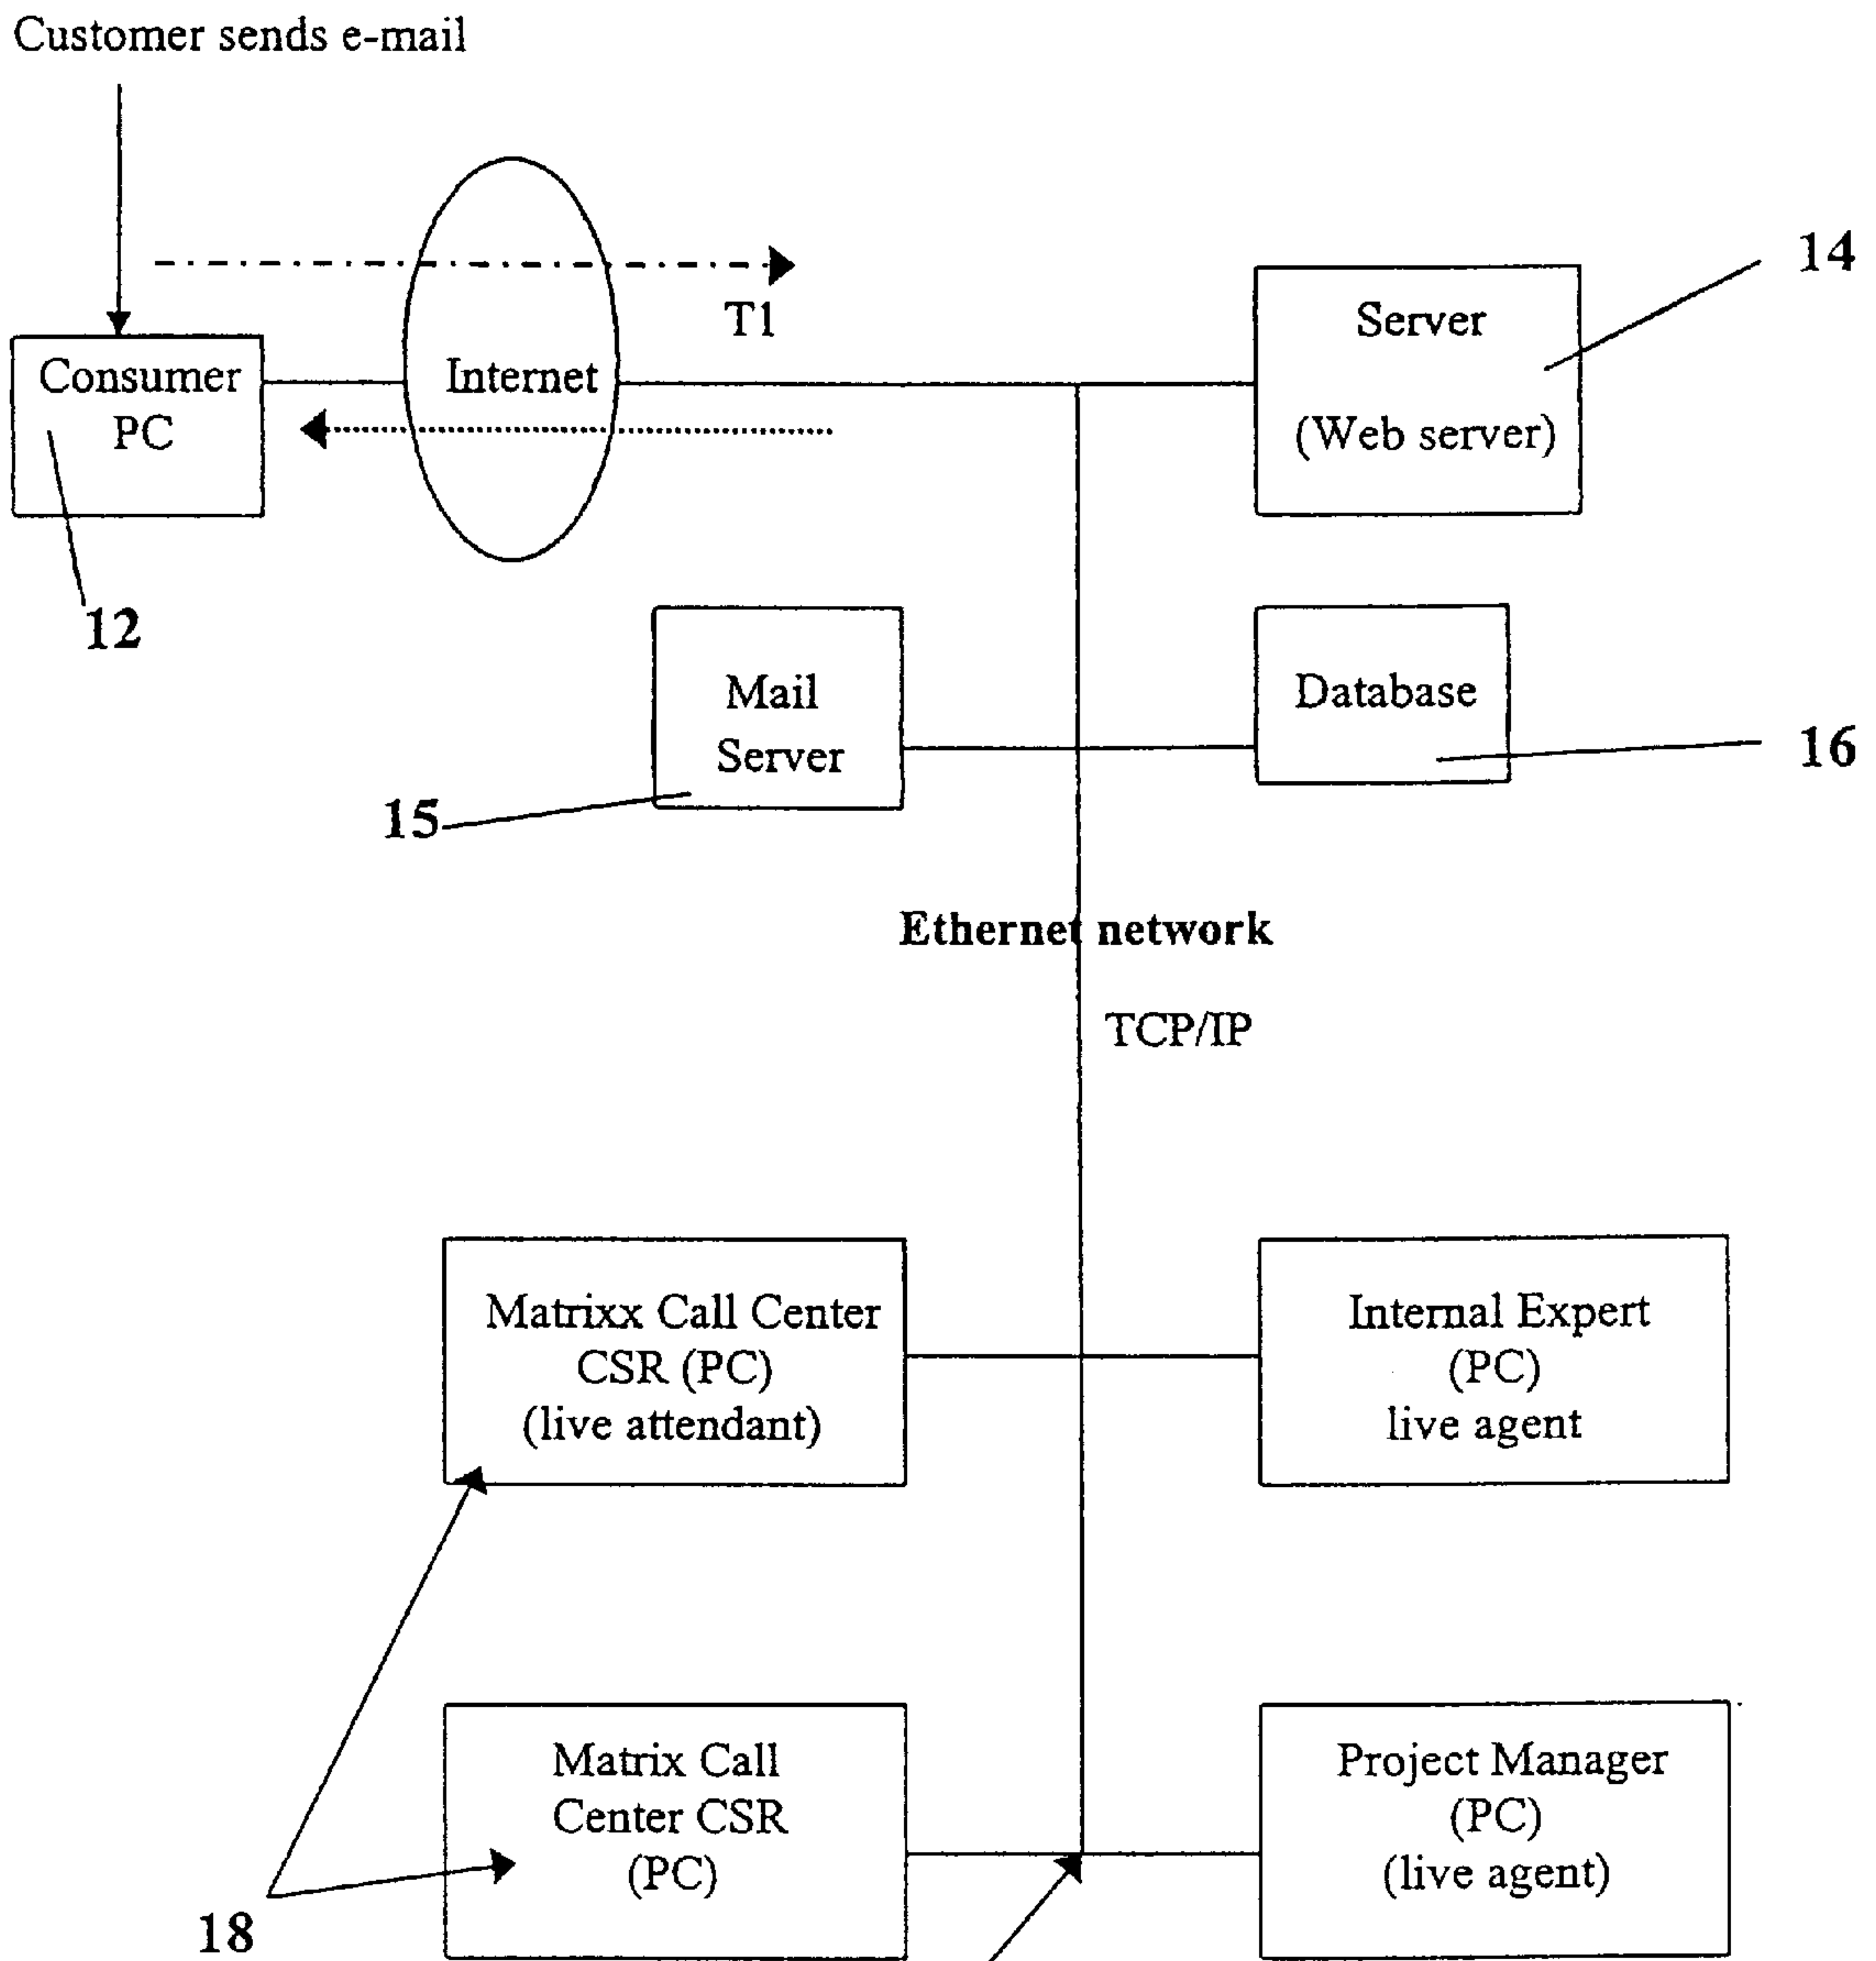 Customer sends e-mail
14
T1
Server
Consumer
PC
Internet
(Web server)
12
Mail
Server
Database
16
15
Ethernet network
TCP/IP
Matrixx Call Center
CSR (PC)
(live attendant)
Internal Expert
(PC)
live agent
Matrix Call
Center CSR
(PC)
Project Manager
(PC)
(live agent)
18